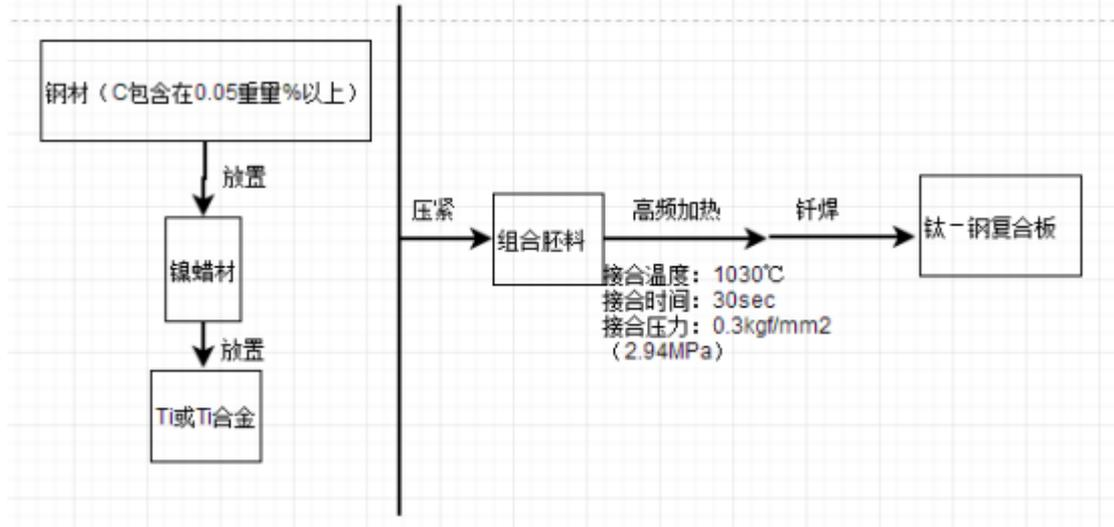 钢材（C包含在0.05重量%以上）
放置
镍蜡材
放置
Ti或Ti合金
压紧
组合胚料
高频加热
接合温度：1030℃
接合时间：30sec
接合压力：0.3kgf/mm2
（2.94MPa）
钎焊
钛－钢复合板